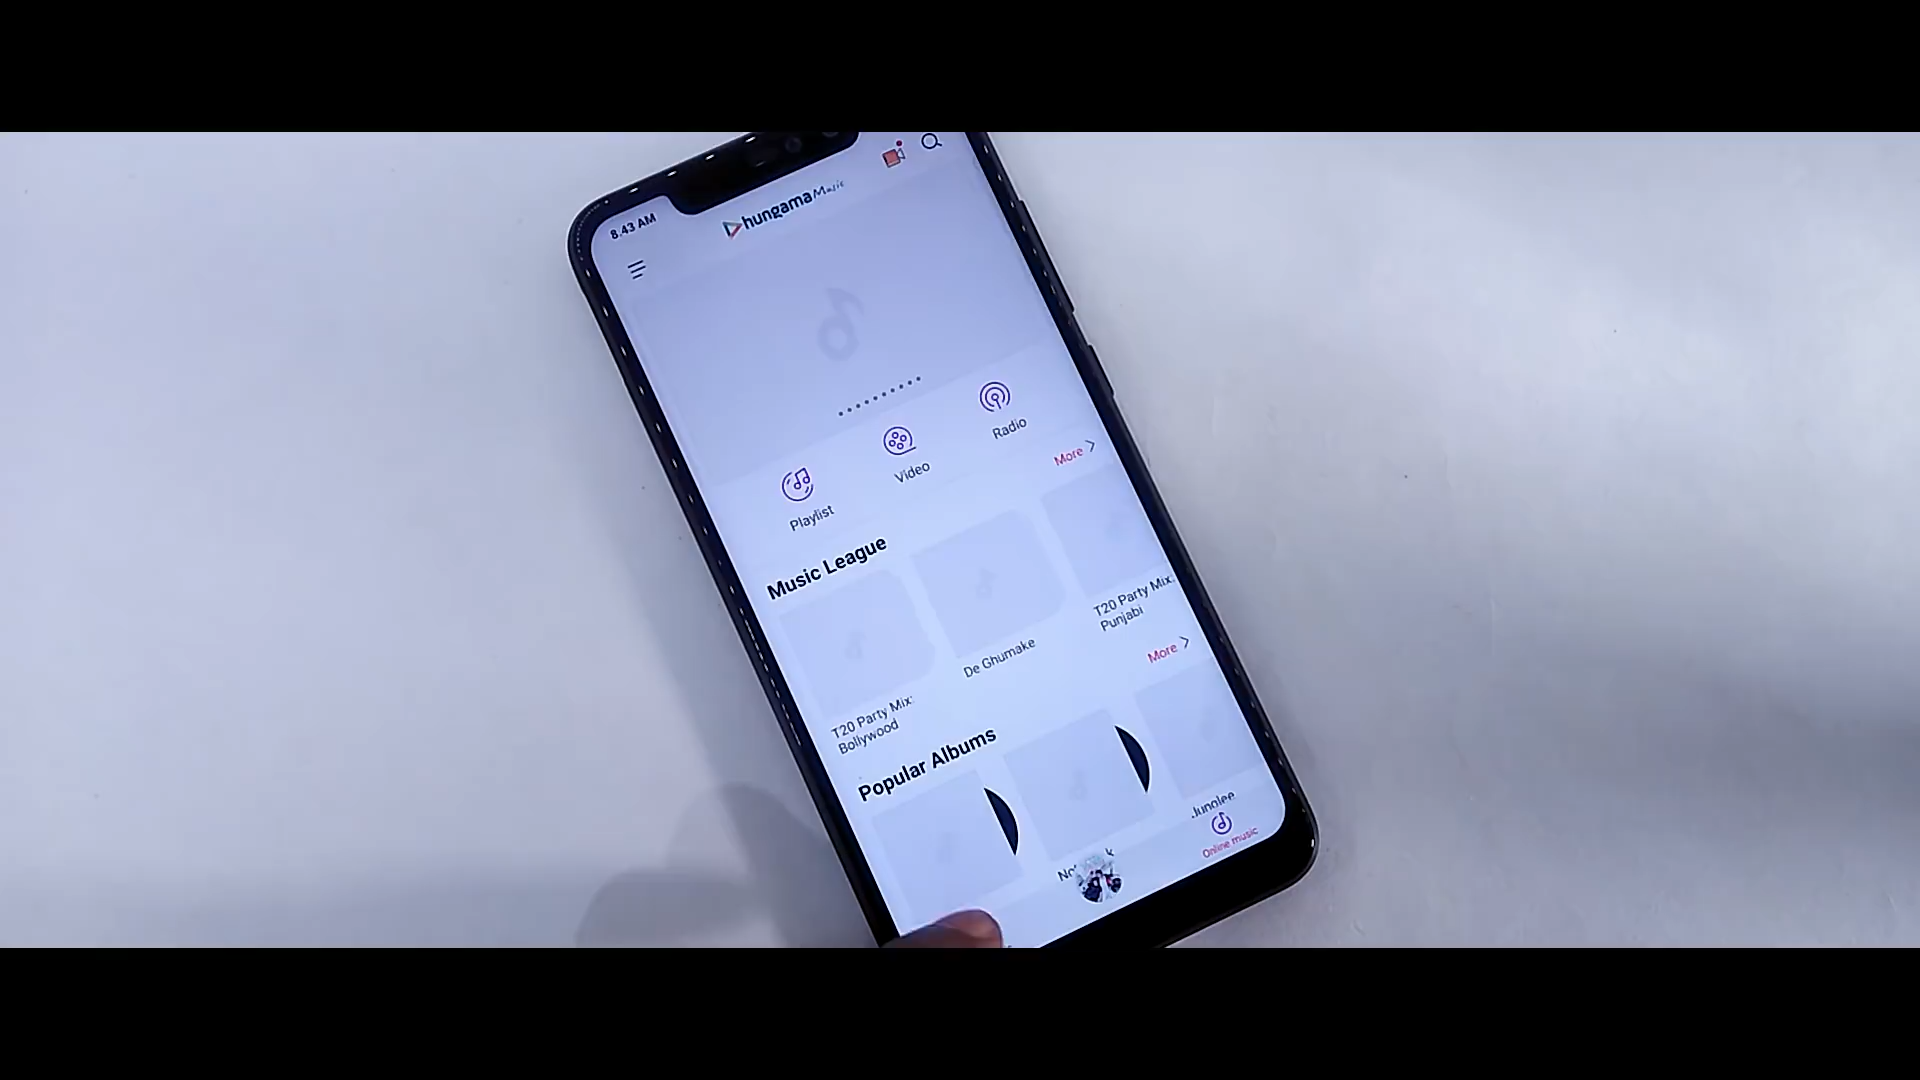 8.43 AM
hungama Music
Playlist
Video
Radio
Music League
More
T20 Party Mix:
Bollywood
De Ghumake
T20 Party Mix:
Punjabi
Popular Albums
More
Junglee
Online music